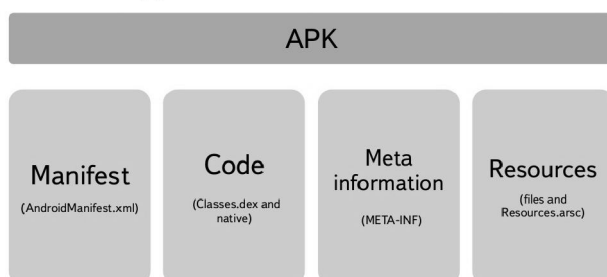 APK
Manifest
(AndroidManifest.xml)
Code
(Classes.dex and
native)
Meta
information
(META-INF)
Resources
(files and
Resources.arsc)